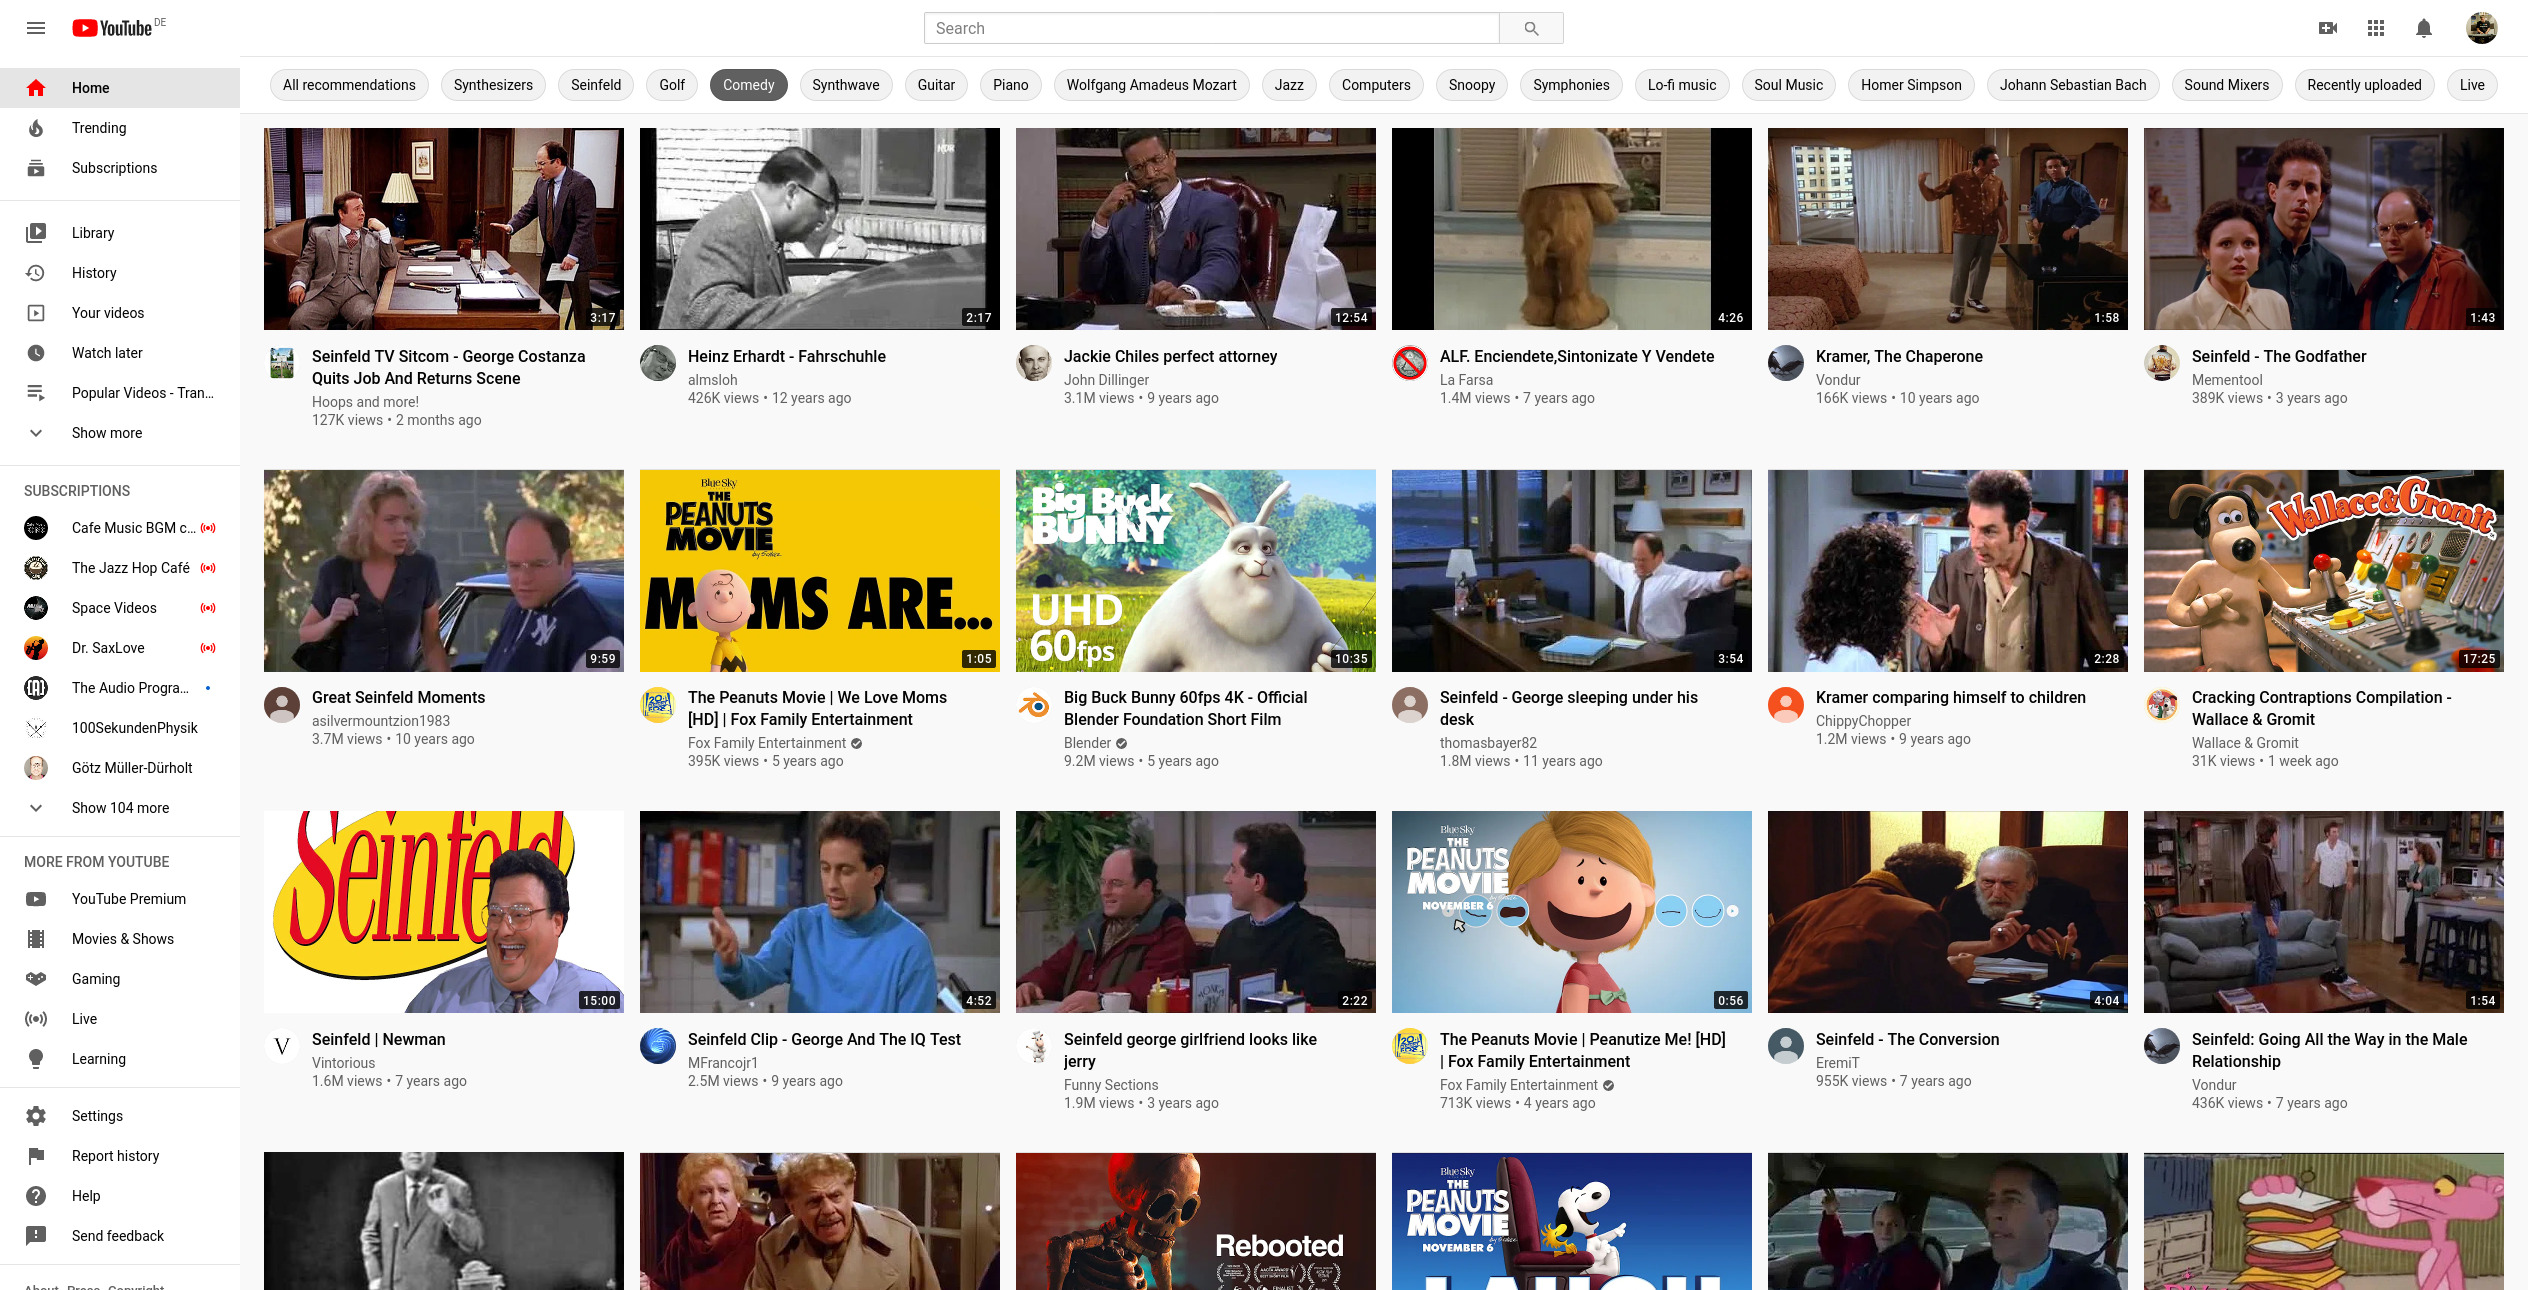 YouTube DE
Search
Home
Trending
Subscriptions
Library
History
Your videos
Watch later
Popular Videos - Tran...
Show more
SUBSCRIPTIONS
Cafe Music BGM c...
The Jazz Hop Café
Space Videos
Dr. SaxLove
The Audio Progra...
100SekundenPhysik
Götz Müller-Dürholt
Show 104 more
MORE FROM YOUTUBE
YouTube Premium
Movies & Shows
Gaming
Live
Learning
Settings
Report history
Help
Send feedback
About Press Copyright
All recommendations
Synthesizers
Seinfeld
Golf
Comedy
Synthwave
Guitar
Piano
Wolfgang Amadeus Mozart
Jazz
Computers
Snoopy
Symphonies
Lo-fi music
Soul Music
Homer Simpson
Johann Sebastian Bach
Sound Mixers
Recently uploaded
Live
3:17
Seinfeld TV Sitcom - George Costanza
Quits Job And Returns Scene
Hoops and more!
127K views • 2 months ago
HDR
2:17
Heinz Erhardt - Fahrschuhle
almsloh
426K views • 12 years ago
12:54
Jackie Chiles perfect attorney
John Dillinger
3.1M views • 9 years ago
4:26
ALF. Enciendete,Sintonizate Y Vendete
La Farsa
1.4M views • 7 years ago
1:58
Kramer, The Chaperone
Vondur
166K views • 10 years ago
1:43
Seinfeld - The Godfather
Mementool
389K views • 3 years ago
9:59
Great Seinfeld Moments
asilvermountzion1983
3.7M views • 10 years ago
Blue Sky
THE
PEANUTS
MOVIE
by Schulz
MOMS ARE...
1:05
The Peanuts Movie | We Love Moms
[HD] | Fox Family Entertainment
Fox Family Entertainment
395K views • 5 years ago
Big Buck
BUNNY
UHD
60fps
10:35
Big Buck Bunny 60fps 4K - Official
Blender Foundation Short Film
Blender
9.2M views • 5 years ago
3:54
Seinfeld - George sleeping under his
desk
thomasbayer82
1.8M views • 11 years ago
2:28
Kramer comparing himself to children
ChippyChopper
1.2M views • 9 years ago
Wallace & Gromit
17:25
Cracking Contraptions Compilation -
Wallace & Gromit
Wallace & Gromit
31K views • 1 week ago
Seinfeld
15:00
V
Seinfeld | Newman
Vintorious
1.6M views • 7 years ago
4:52
Seinfeld Clip - George And The IQ Test
MFrancojr1
2.5M views • 9 years ago
2:22
Seinfeld george girlfriend looks like
jerry
Funny Sections
1.9M views • 3 years ago
Blue Sky
THE
PEANUTS
MOVIE
by Schulz
NOVEMBER 6
0:56
The Peanuts Movie | Peanutize Me! [HD]
| Fox Family Entertainment
Fox Family Entertainment
713K views • 4 years ago
4:04
Seinfeld - The Conversion
EremiT
955K views • 7 years ago
1:54
Seinfeld: Going All the Way in the Male
Relationship
Vondur
436K views • 7 years ago
Rebooted
Blue Sky
THE
PEANUTS
MOVIE
by Schulz
NOVEMBER 6
LAUGH